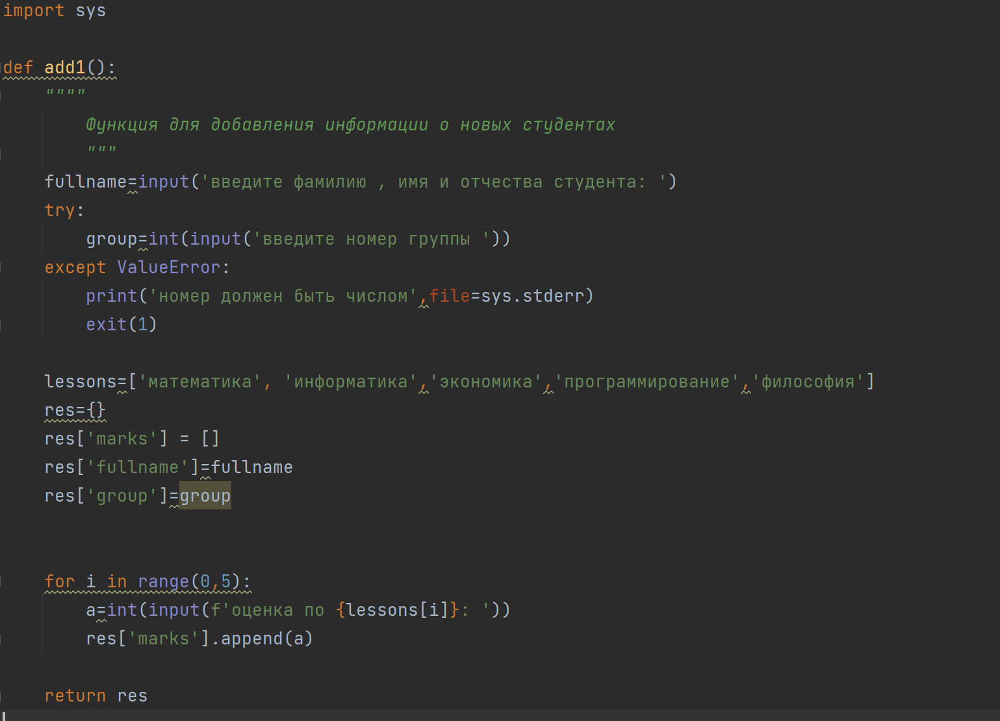 import sys
def add1():
""""
Функция для добавления информации о новых студентах
"""
fullname=input('введите фамилию , имя и отчества студента: ')
try:
group=int(input('введите номер группы '))
except ValueError:
print('номер должен быть числом',file=sys.stderr)
exit(1)
lessons=['математика', 'информатика','экономика','программирование','философия']
res={}
res['marks'] = []
res['fullname']=fullname
res['group']=group
for i in range(0,5):
a=int(input(f'оценка по {lessons[i]}: '))
res['marks'].append(a)
return res